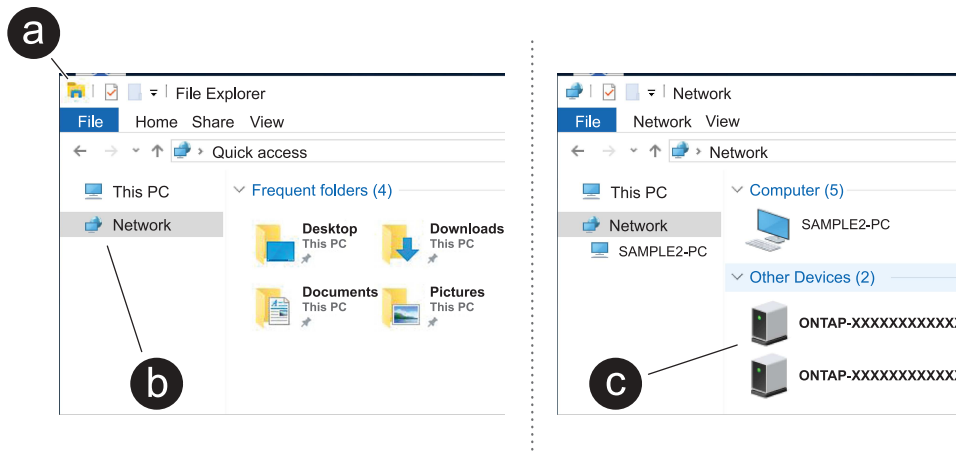 a
File Explorer
File Home Share View
Quick access
This PC
Network
Frequent folders (4)
Desktop
This PC
Downloads
This PC
Documents
This PC
Pictures
This PC
b
Network
File Network View
Network
This PC
Network
SAMPLE2-PC
Computer (5)
SAMPLE2-PC
Other Devices (2)
ONTAP-XXXXXXXXXXXX
ONTAP-XXXXXXXXXXXX
c